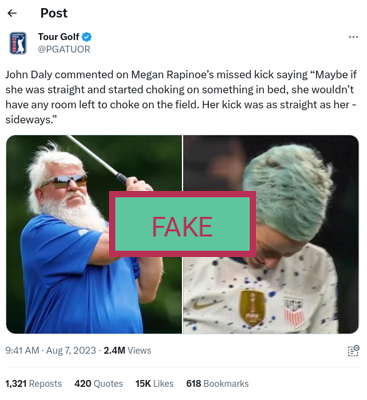 Post
Tour Golf
@PGATUOR
John Daly commented on Megan Rapinoe's missed kick saying “Maybe if
she was straight and started choking on something in bed, she wouldn't
have any room left to choke on the field. Her kick was as straight as her -
sideways.”
FAKE
9:41 AM · Aug 7, 2023 · 2.4M Views
1,321 Reposts 420 Quotes 15K Likes 618 Bookmarks